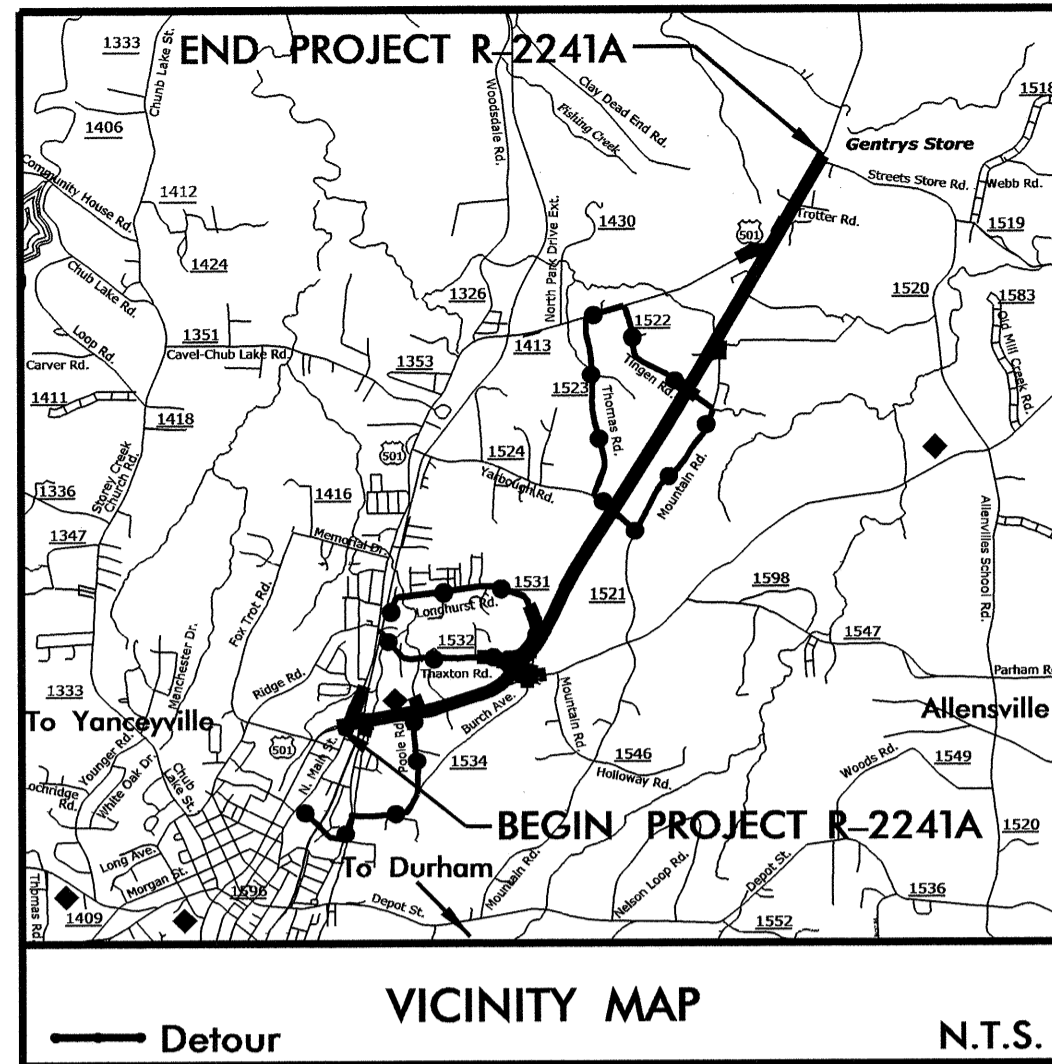 1333
Chunb Lake St.
END PROJECT R-2241A
Woodsdale Rd.
Clay Dead End Rd.
Fishing Creek
1518
1406
Gentrys Store
Community House Rd.
1412
Streets Store Rd.
Webb Rd.
North Park Drive Ext.
1430
Trotter Rd.
501
1519
1424
Chub Lake Rd.
1326
1520
1583
Loop Rd.
1351
1522
Old Mill Creek Rd.
Cavel-Chub Lake Rd.
1413
Carver Rd.
1353
Tingen Rd.
1523
1411
Thomas Rd.
1418
501
1524
Storey Creek
Church Rd.
Yarbough Rd.
Mountain Rd.
1336
1416
Allenvilles School Rd.
1347
Memorial Dr.
1531
1598
Longhurst Rd.
1521
Fox Trot Rd.
1532
1547
Manchester Dr.
Thaxton Rd.
Parham Rd.
1333
Ridge Rd.
Mountain Rd.
Burch Ave.
To Yanceyville
Allensville
501
N. Main St.
Poole Rd.
1534
1546
Woods Rd.
1549
Younger Rd.
Holloway Rd.
Lochridge
Rd.
White Oak Dr.
Chub
Lake St.
BEGIN PROJECT R-2241A
1520
Long Ave.
To Durham
Mountain Rd.
Nelson Loop Rd.
Depot St.
Morgan St.
1596
Thomas Rd.
1409
Depot St.
1536
1552
VICINITY MAP
Detour
N.T.S.